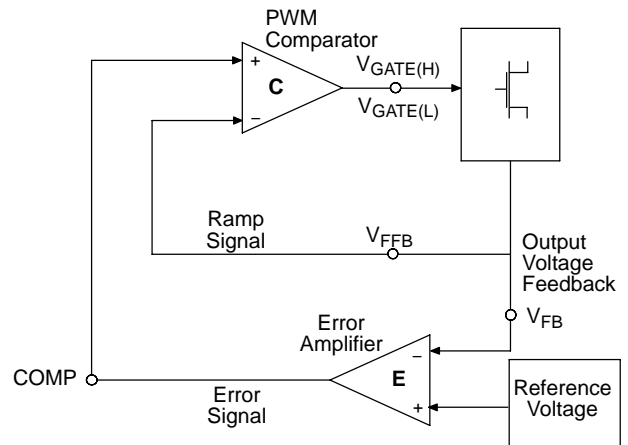 PWM
Comparator
+
C
−
VGATE(H)
VGATE(L)
Ramp
Signal
VFFB
Output
Voltage
Feedback
VFB
Error
Amplifier
−
E
+
COMP
Error
Signal
Reference
Voltage